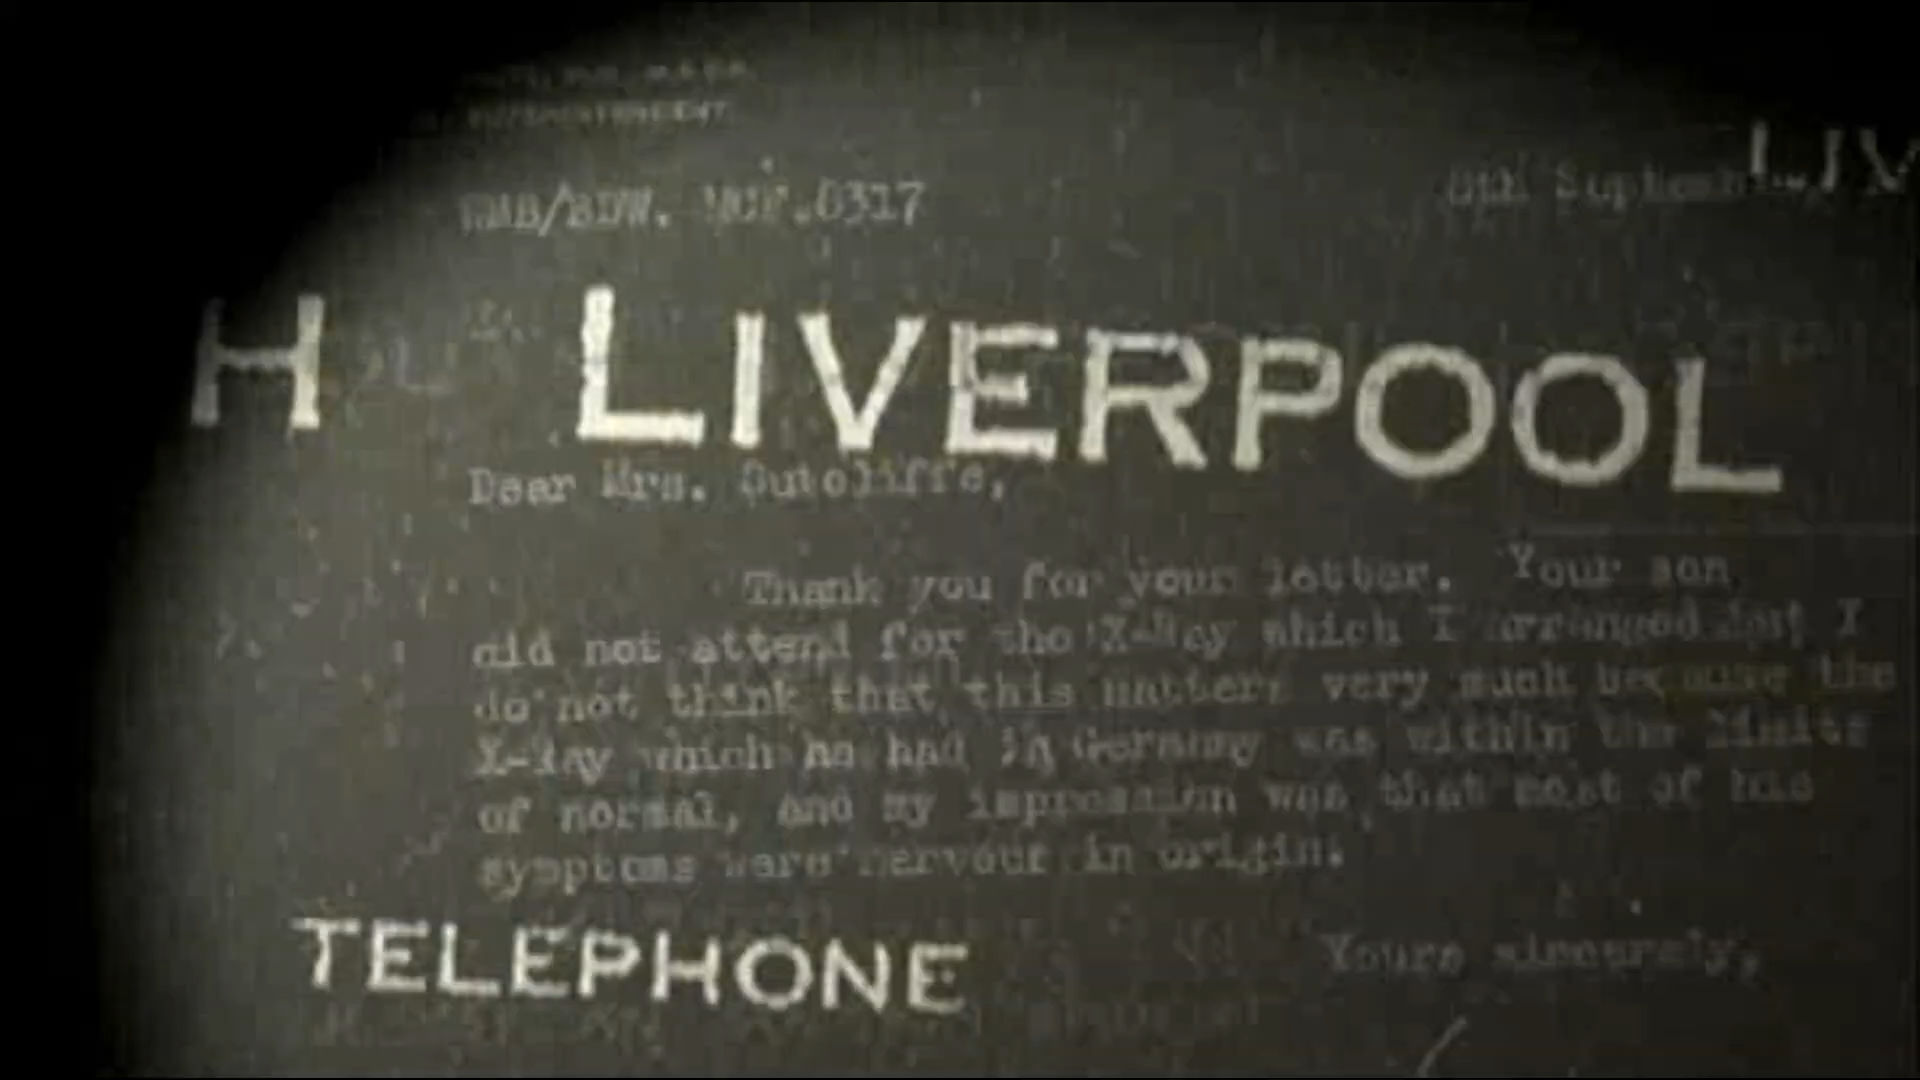 LIV
8th
H LIVERPOOL
Dear Mrs. Sutcliffe,
Thank you for your letter. Your son
did not attend for the X-Ray which I arranged but I
do not think that this matters very much because the
X-Ray which he had in Germany was within the limits
of normal, and my impression was that most of his
symptoms were nervous in origin.
Yours sincerely,
TELEPHONE